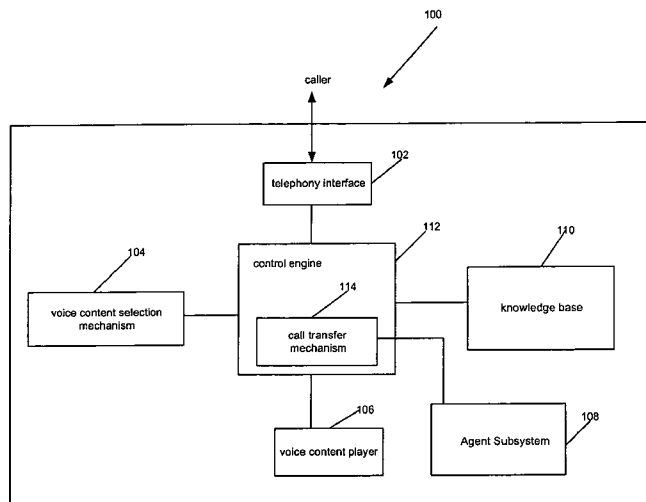 100
caller
102
telephony interface
112
110
104
control engine
114
knowledge base
voice content selection
mechanism
call transfer
mechanism
106
108
voice content player
Agent Subsystem